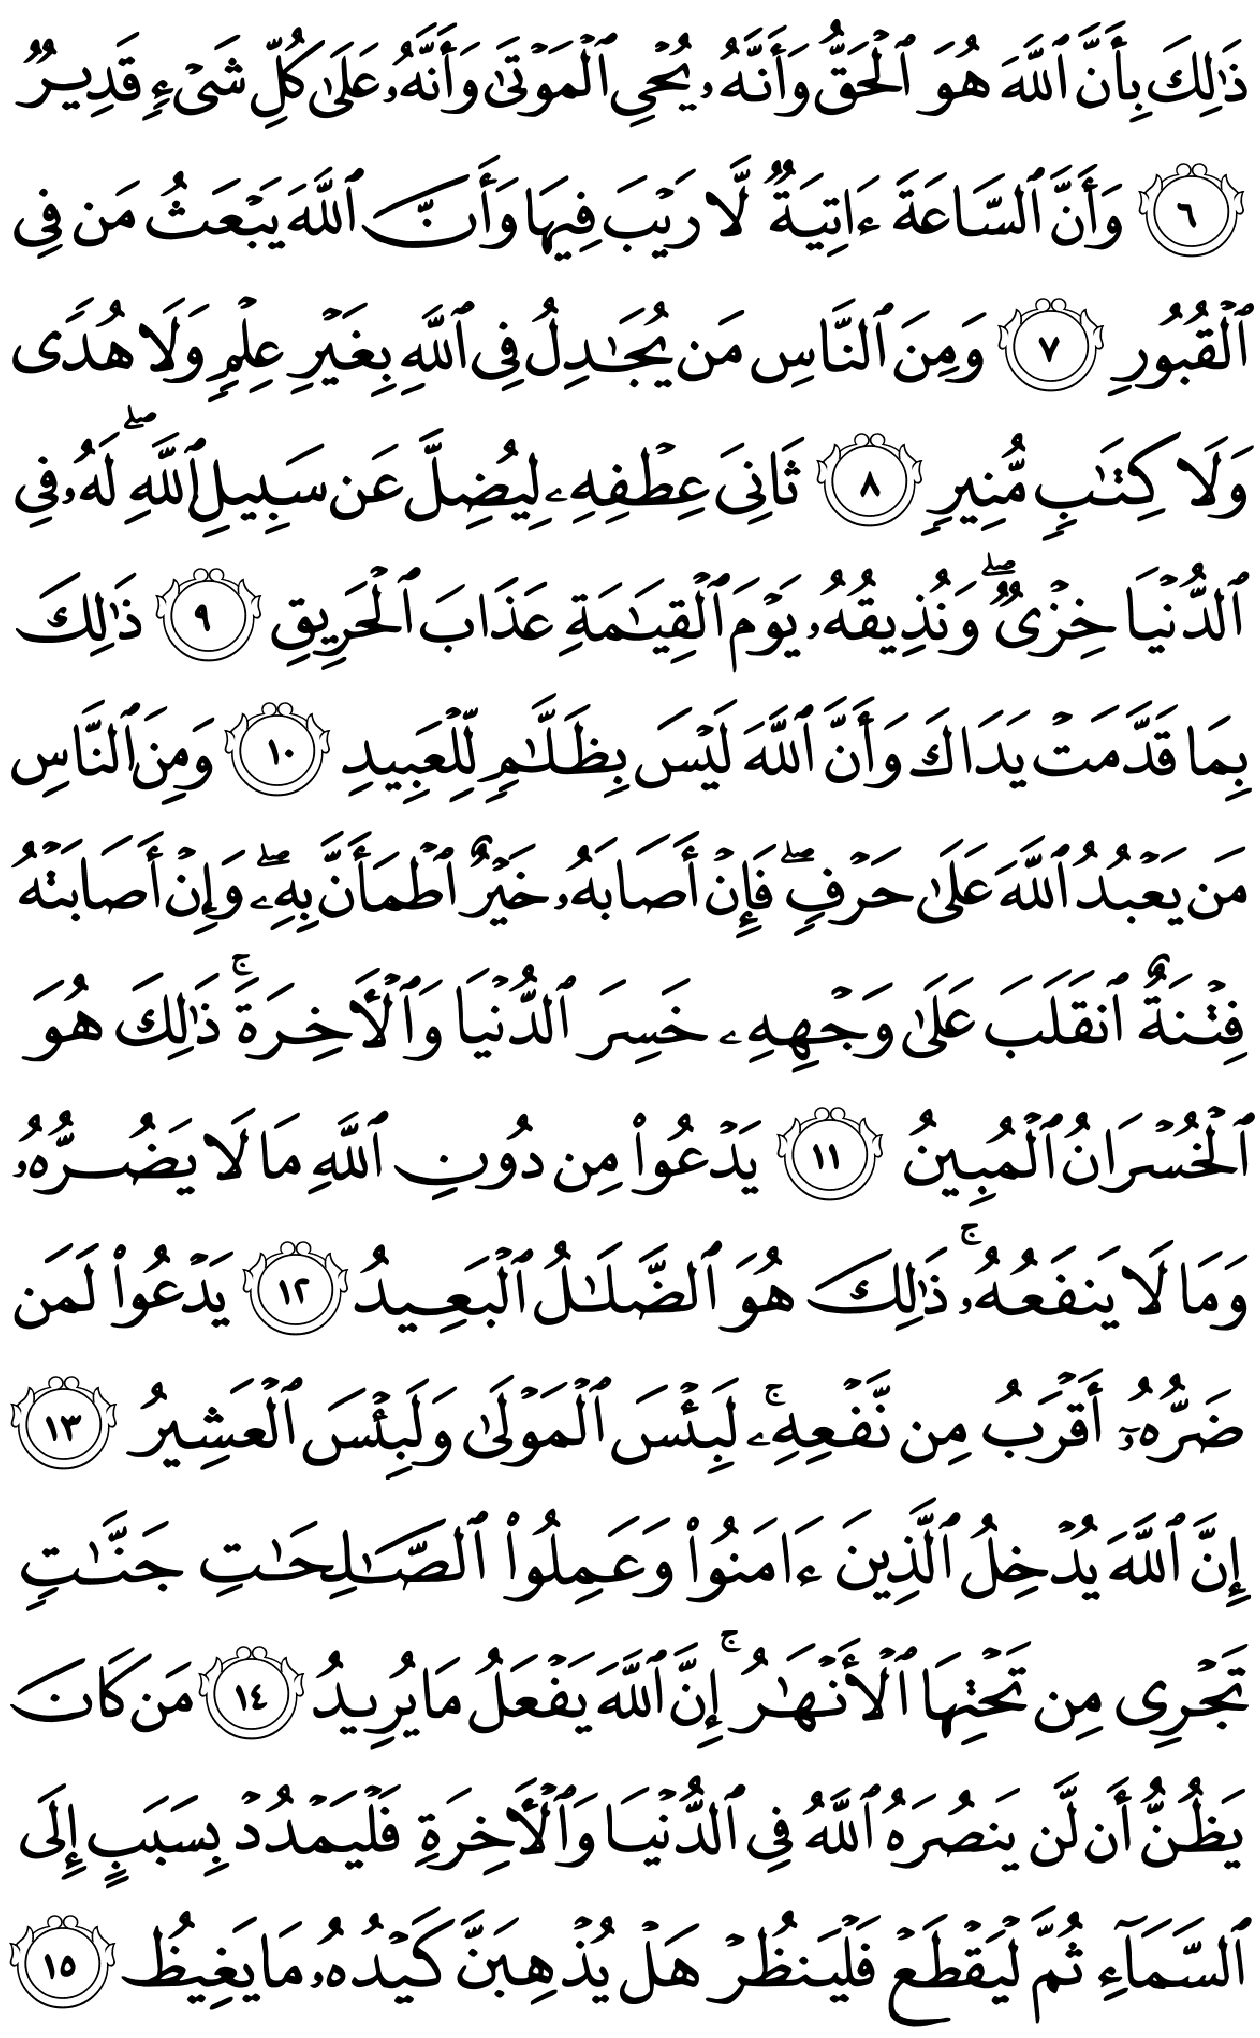 ذَٰلِكَ بِأَنَّ ٱللَّهَ هُوَ ٱلۡحَقُّ وَأَنَّهُۥ يُحۡيِ ٱلۡمَوۡتَىٰ وَأَنَّهُۥ عَلَىٰ كُلِّ شَيۡءٖ قَدِيرٞ
٦ وَأَنَّ ٱلسَّاعَةَ ءَاتِيَةٞ لَّا رَيۡبَ فِيهَا وَأَنَّ ٱللَّهَ يَبۡعَثُ مَن فِي
ٱلۡقُبُورِ ٧ وَمِنَ ٱلنَّاسِ مَن يُجَٰدِلُ فِي ٱللَّهِ بِغَيۡرِ عِلۡمٖ وَلَا هُدٗى
وَلَا كِتَٰبٖ مُّنِيرٖ ٨ ثَانِيَ عِطۡفِهِۦ لِيُضِلَّ عَن سَبِيلِ ٱللَّهِۖ لَهُۥ فِي
ٱلدُّنۡيَا خِزۡيٞۖ وَنُذِيقُهُۥ يَوۡمَ ٱلۡقِيَٰمَةِ عَذَابَ ٱلۡحَرِيقِ ٩ ذَٰلِكَ
بِمَا قَدَّمَتۡ يَدَاكَ وَأَنَّ ٱللَّهَ لَيۡسَ بِظَلَّٰمٖ لِّلۡعَبِيدِ ١٠ وَمِنَ ٱلنَّاسِ
مَن يَعۡبُدُ ٱللَّهَ عَلَىٰ حَرۡفٖۖ فَإِنۡ أَصَابَهُۥ خَيۡرٌ ٱطۡمَأَنَّ بِهِۦۖ وَإِنۡ أَصَابَتۡهُ
فِتۡنَةٌ ٱنقَلَبَ عَلَىٰ وَجۡهِهِۦ خَسِرَ ٱلدُّنۡيَا وَٱلۡأٓخِرَةَۚ ذَٰلِكَ هُوَ
ٱلۡخُسۡرَانُ ٱلۡمُبِينُ ١١ يَدۡعُواْ مِن دُونِ ٱللَّهِ مَا لَا يَضُرُّهُۥ
وَمَا لَا يَنفَعُهُۥۚ ذَٰلِكَ هُوَ ٱلضَّلَٰلُ ٱلۡبَعِيدُ ١٢ يَدۡعُواْ لَمَن
ضَرُّهُۥٓ أَقۡرَبُ مِن نَّفۡعِهِۦۚ لَبِئۡسَ ٱلۡمَوۡلَىٰ وَلَبِئۡسَ ٱلۡعَشِيرُ ١٣
إِنَّ ٱللَّهَ يُدۡخِلُ ٱلَّذِينَ ءَامَنُواْ وَعَمِلُواْ ٱلصَّٰلِحَٰتِ جَنَّٰتٖ
تَجۡرِي مِن تَحۡتِهَا ٱلۡأَنۡهَٰرُۚ إِنَّ ٱللَّهَ يَفۡعَلُ مَا يُرِيدُ ١٤ مَن كَانَ
يَظُنُّ أَن لَّن يَنصُرَهُ ٱللَّهُ فِي ٱلدُّنۡيَا وَٱلۡأٓخِرَةِ فَلۡيَمۡدُدۡ بِسَبَبٍ إِلَى
ٱلسَّمَآءِ ثُمَّ لۡيَقۡطَعۡ فَلۡيَنظُرۡ هَلۡ يُذۡهِبَنَّ كَيۡدُهُۥ مَا يَغِيظُ ١٥